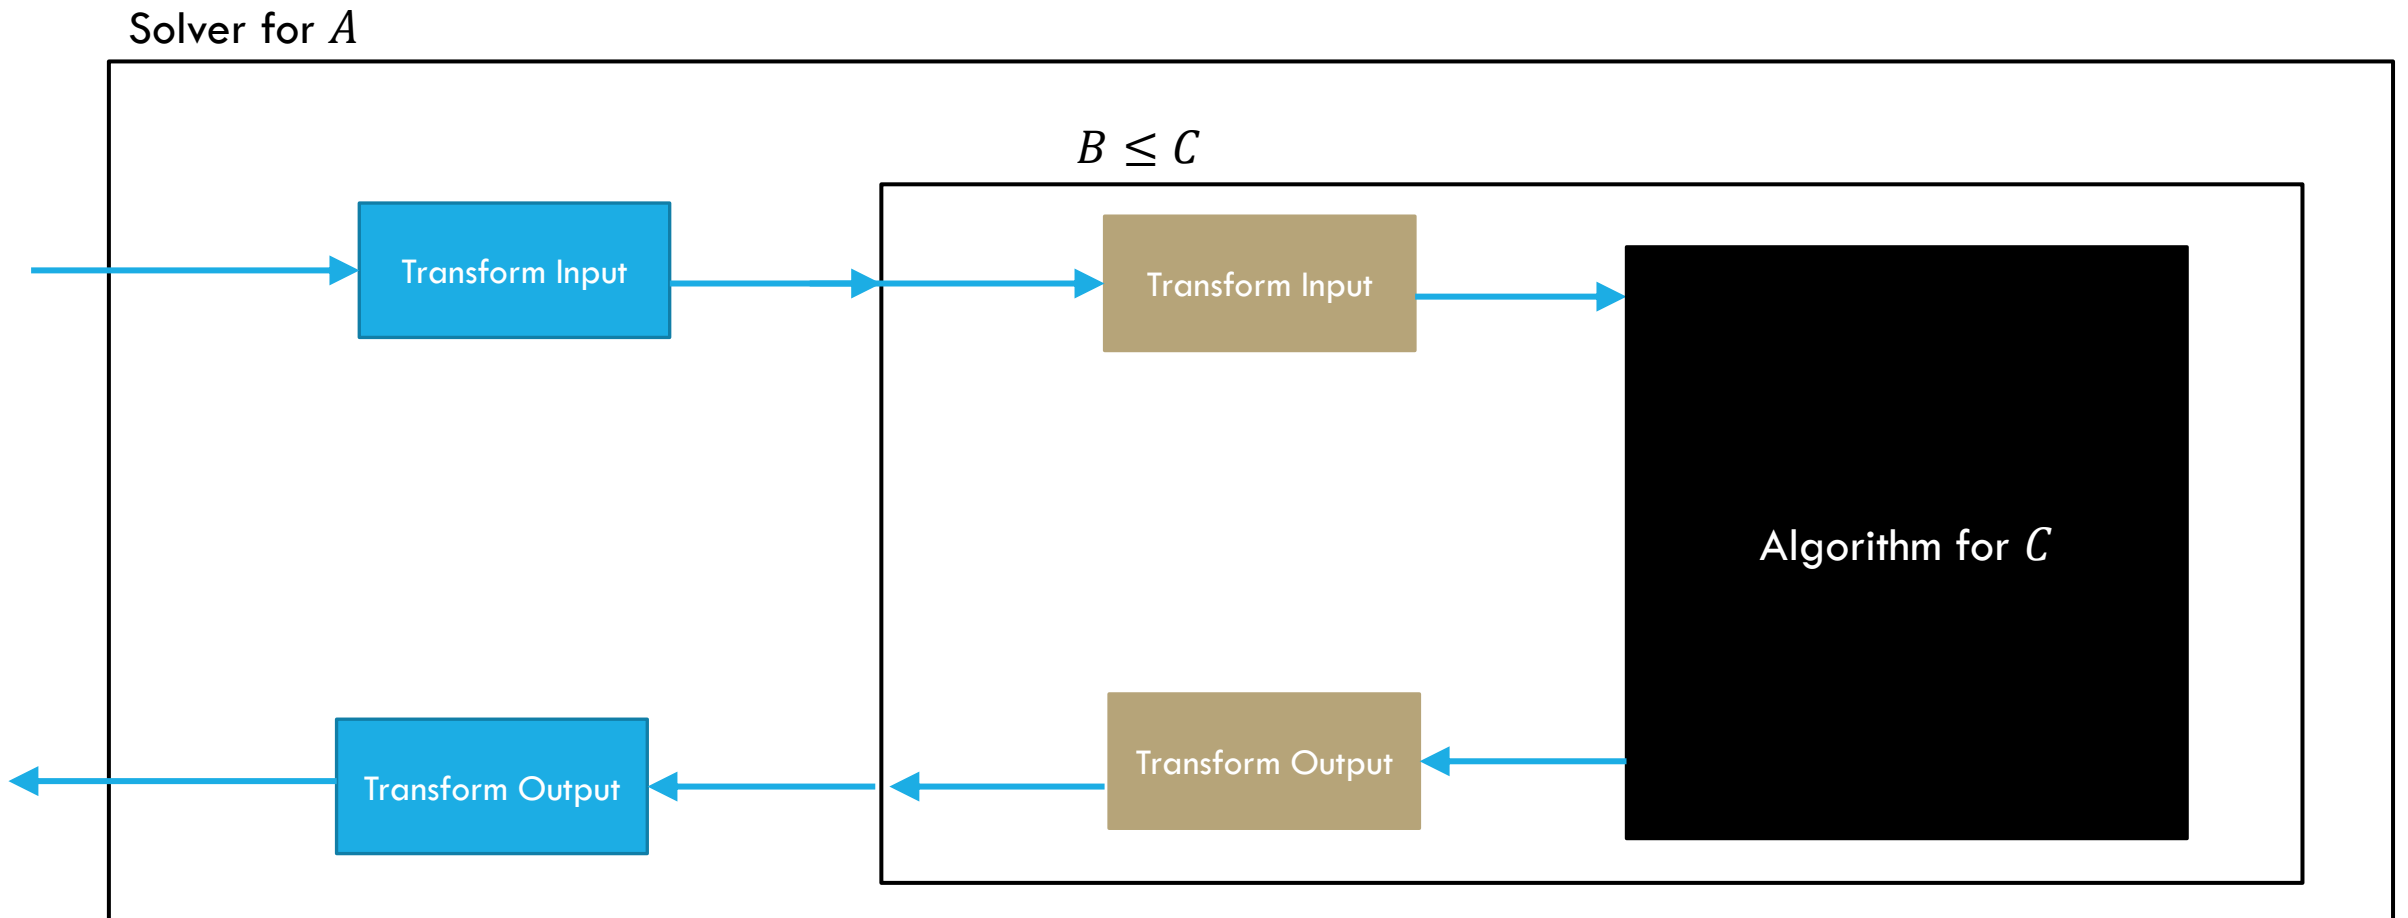 Solver for A
B ≤ C
Transform Input
Transform Input
Algorithm for C
Transform Output
Transform Output